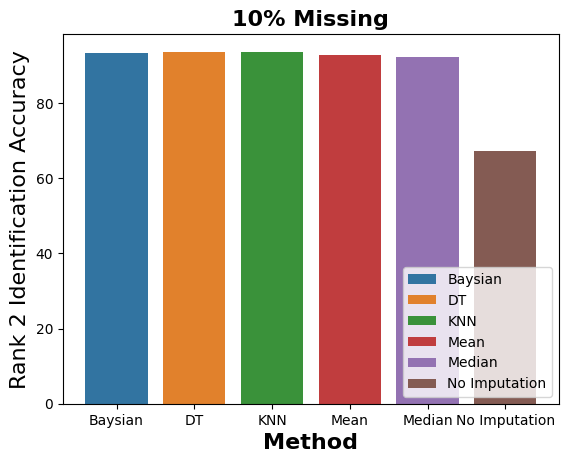 10% Missing
Rank 2 Identification Accuracy
80
60
40
20
0
Baysian
DT
KNN
Mean
Median
No Imputation
Baysian DT KNN Mean Median No Imputation
Method